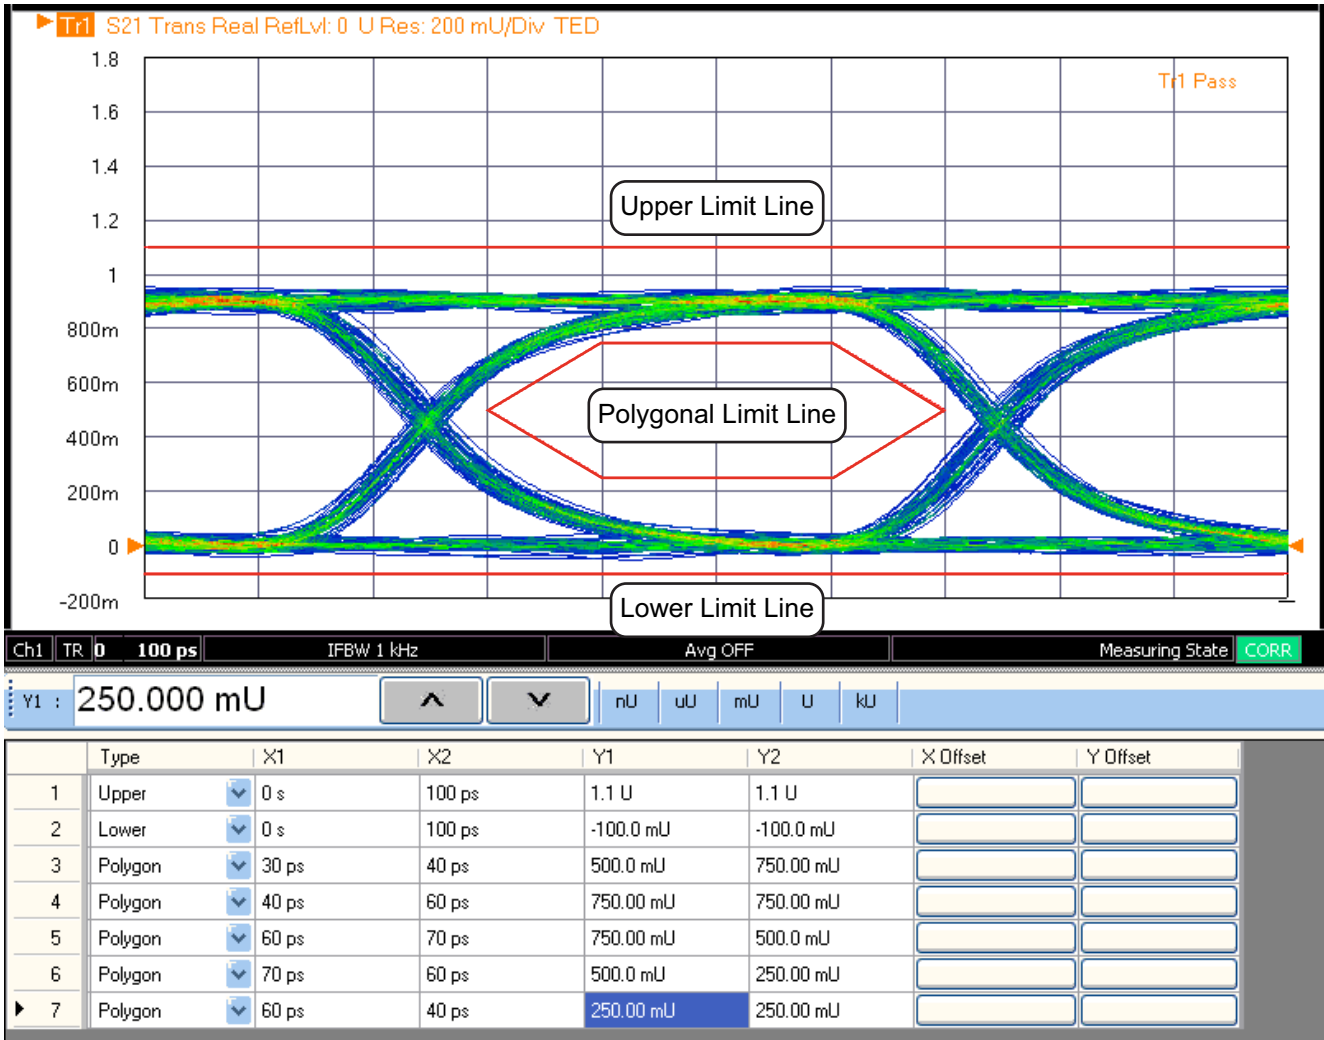 Tr1 S21 Trans Real RefLvl: 0 U Res: 200 mU/Div TED
1.8
Tr1 Pass
1.6
1.4
Upper Limit Line
1.2
1
800m
600m
Polygonal Limit Line
400m
200m
0
-200m
Lower Limit Line
Ch1 TR 0 100 ps IFBW 1 kHz Avg OFF Measuring State CORR
Y1 : 250.000 mU nU uU mU U kU
Type X1 X2 Y1 Y2 X Offset Y Offset
1 Upper 0 s 100 ps 1.1 U 1.1 U
2 Lower 0 s 100 ps -100.0 mU -100.0 mU
3 Polygon 30 ps 40 ps 500.0 mU 750.00 mU
4 Polygon 40 ps 60 ps 750.00 mU 750.00 mU
5 Polygon 60 ps 70 ps 750.00 mU 500.0 mU
6 Polygon 70 ps 60 ps 500.0 mU 250.00 mU
7 Polygon 60 ps 40 ps 250.00 mU 250.00 mU